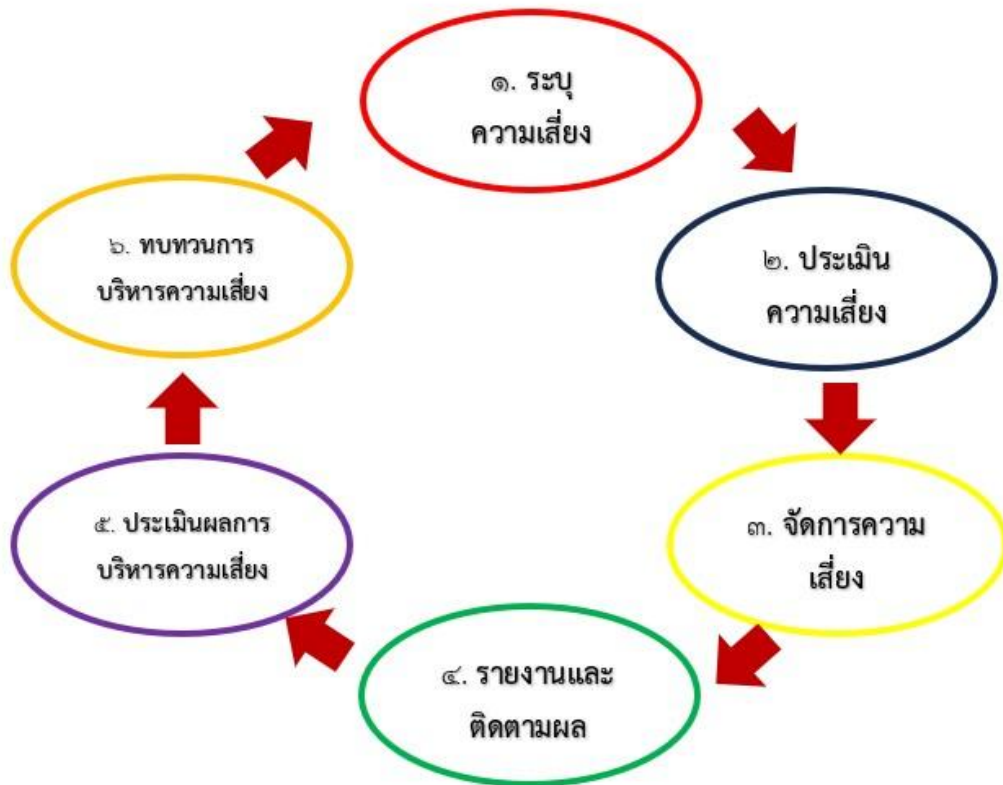 ๑. ระบุ
ความเสี่ยง
๒. ประเมิน
ความเสี่ยง
๓. จัดการความ
เสี่ยง
๔. รายงานและ
ติดตามผล
๕. ประเมินผลการ
บริหารความเสี่ยง
๖. ทบทวนการ
บริหารความเสี่ยง